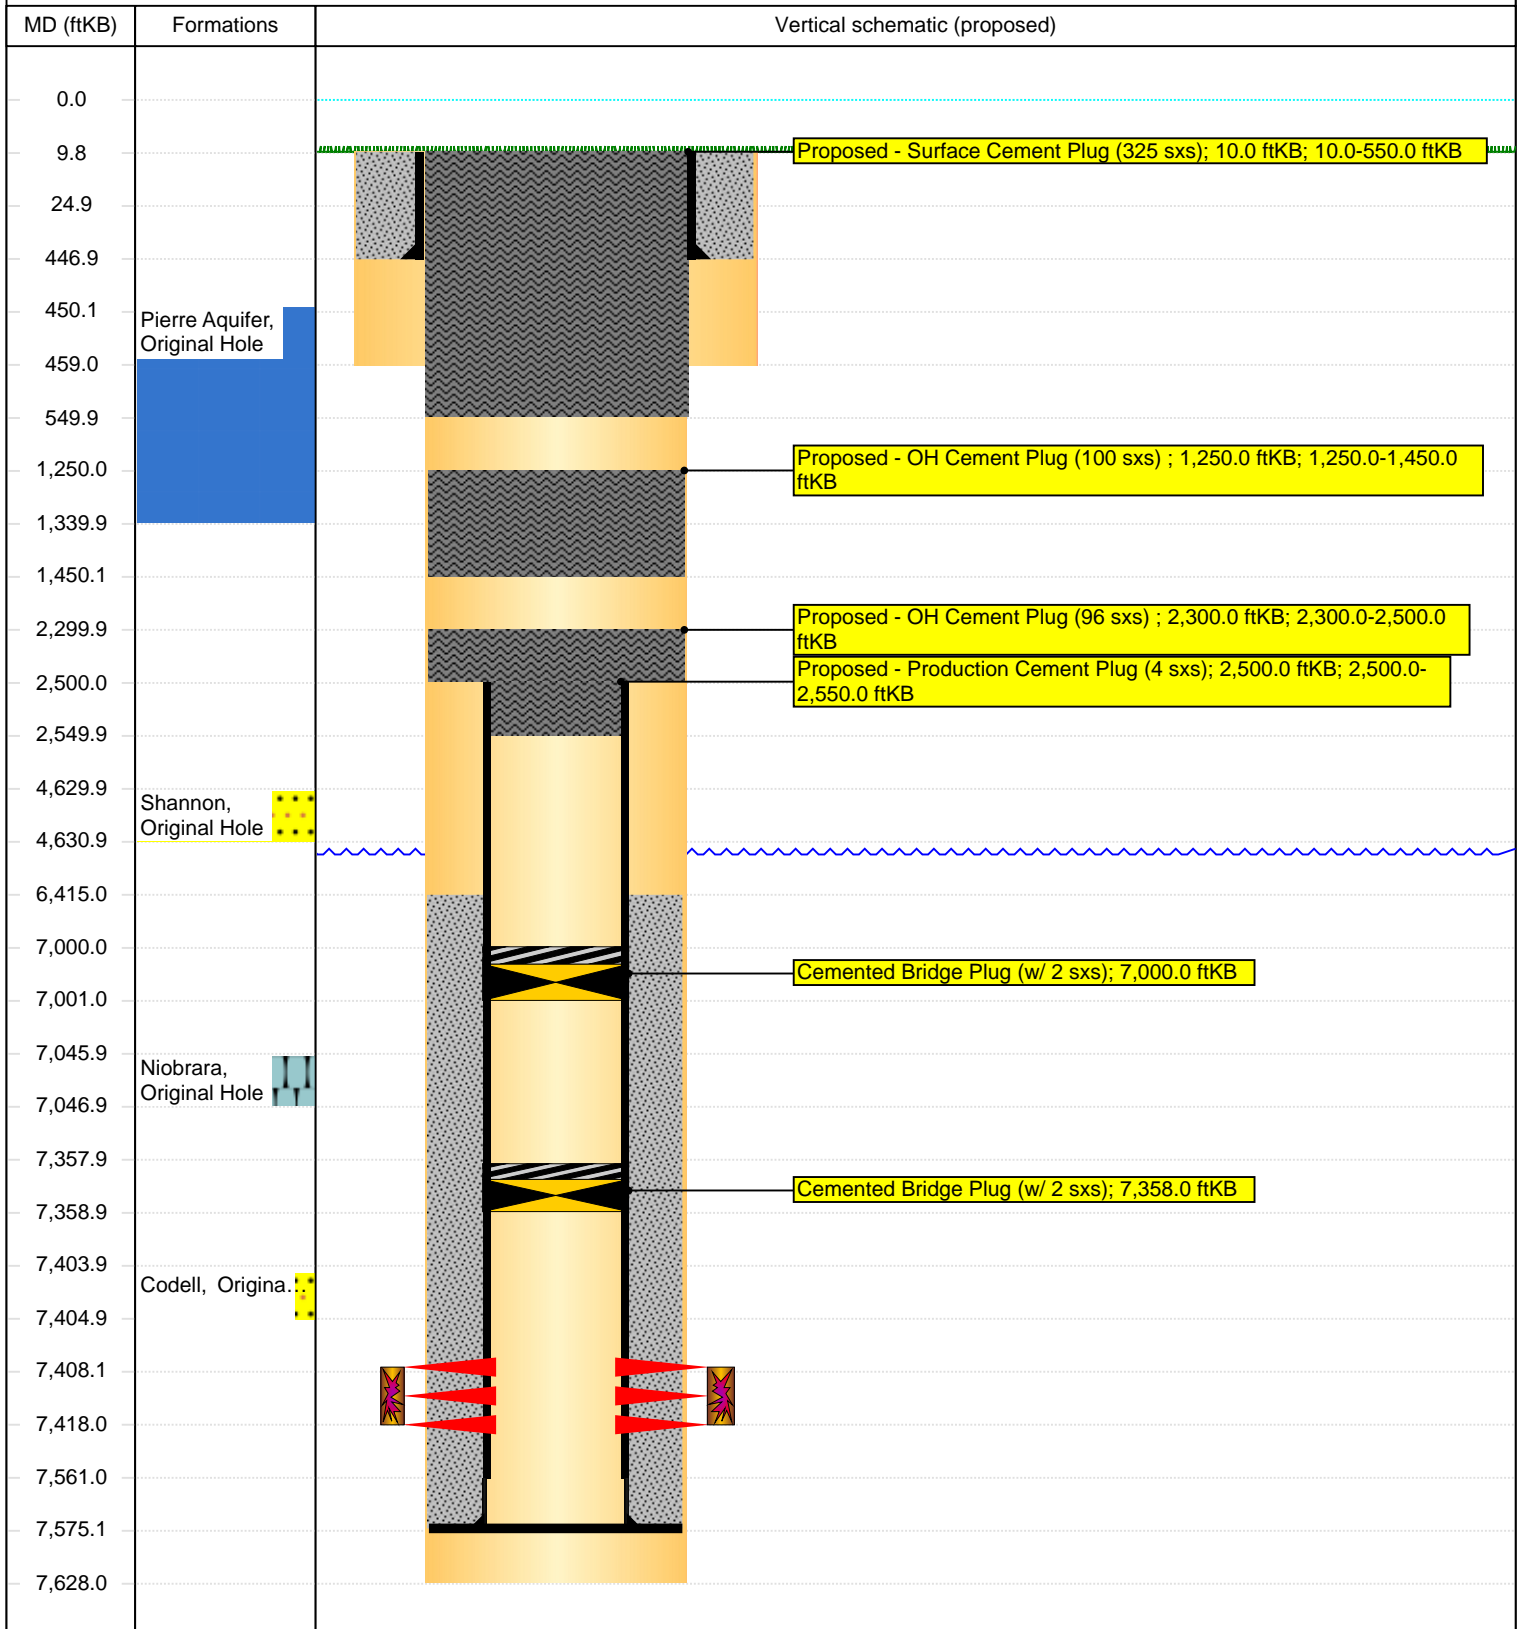 MD (ftKB)
Formations
Vertical schematic (proposed)
0.0
9.8
Proposed - Surface Cement Plug (325 sxs); 10.0 ftKB; 10.0-550.0 ftKB
24.9
446.9
450.1
Pierre Aquifer,
Original Hole
459.0
549.9
1,250.0
Proposed - OH Cement Plug (100 sxs) ; 1,250.0 ftKB; 1,250.0-1,450.0
ftKB
1,339.9
1,450.1
2,299.9
Proposed - OH Cement Plug (96 sxs) ; 2,300.0 ftKB; 2,300.0-2,500.0
ftKB
2,500.0
Proposed - Production Cement Plug (4 sxs); 2,500.0 ftKB; 2,500.0-
2,550.0 ftKB
2,549.9
4,629.9
Shannon,
Original Hole
4,630.9
6,415.0
7,000.0
Cemented Bridge Plug (w/ 2 sxs); 7,000.0 ftKB
7,001.0
7,045.9
Niobrara,
Original Hole
7,046.9
7,357.9
Cemented Bridge Plug (w/ 2 sxs); 7,358.0 ftKB
7,358.9
7,403.9
Codell, Origina...
7,404.9
7,408.1
7,418.0
7,561.0
7,575.1
7,628.0